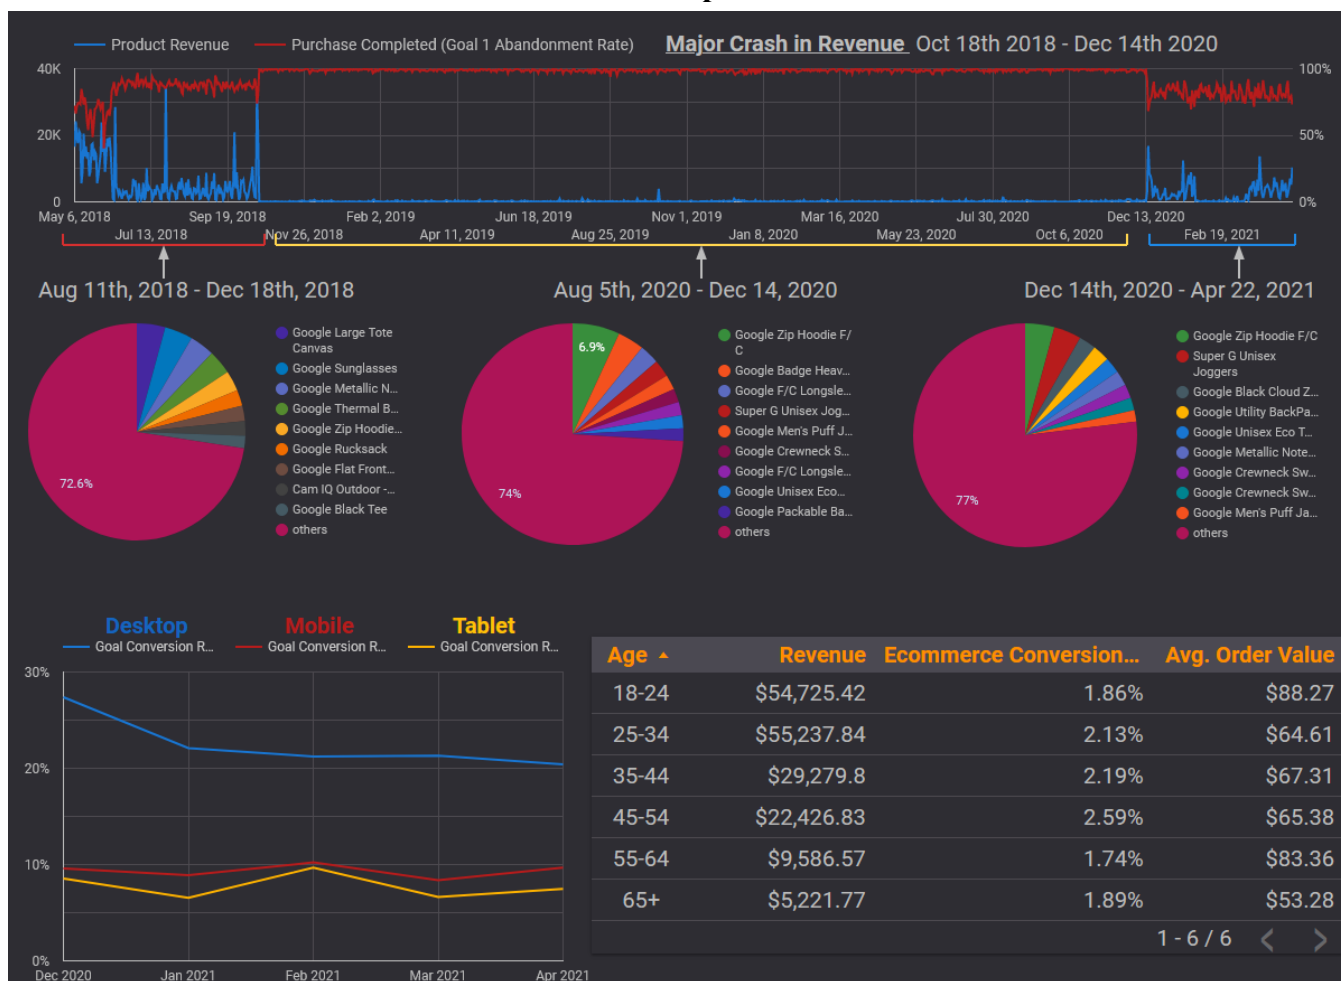 Product Revenue
Purchase Completed (Goal 1 Abandonment Rate)
Major Crash in Revenue Oct 18th 2018 - Dec 14th 2020
40K
100%
20K
50%
0
0%
May 6, 2018
Sep 19, 2018
Feb 2, 2019
Jun 18, 2019
Nov 1, 2019
Mar 16, 2020
Jul 30, 2020
Dec 13, 2020
Jul 13, 2018
Nov 26, 2018
Apr 11, 2019
Aug 25, 2019
Jan 8, 2020
May 23, 2020
Oct 6, 2020
Feb 19, 2021
Aug 11th, 2018 - Dec 18th, 2018
72.6%
Google Large Tote
Canvas
Google Sunglasses
Google Metallic N...
Google Thermal B...
Google Zip Hoodie...
Google Rucksack
Google Flat Front...
Cam IQ Outdoor -...
Google Black Tee
others
Aug 5th, 2020 - Dec 14, 2020
6.9%
74%
Google Zip Hoodie F/
C
Google Badge Heav...
Google F/C Longsle...
Super G Unisex Jog...
Google Men's Puff J...
Google Crewneck S...
Google F/C Longsle...
Google Unisex Eco...
Google Packable Ba...
others
Dec 14th, 2020 - Apr 22, 2021
77%
Google Zip Hoodie F/C
Super G Unisex
Joggers
Google Black Cloud Z...
Google Utility BackPa...
Google Unisex Eco T...
Google Metallic Note...
Google Crewneck Sw...
Google Crewneck Sw...
Google Men's Puff Ja...
others
Desktop
Goal Conversion R...
Mobile
Goal Conversion R...
Tablet
Goal Conversion R...
30%
20%
10%
0%
Dec 2020
Jan 2021
Feb 2021
Mar 2021
Apr 2021
Age Revenue Ecommerce Conversion... Avg. Order Value
18-24 $54,725.42 1.86% $88.27
25-34 $55,237.84 2.13% $64.61
35-44 $29,279.8 2.19% $67.31
45-54 $22,426.83 2.59% $65.38
55-64 $9,586.57 1.74% $83.36
65+ $5,221.77 1.89% $53.28
1 - 6 / 6